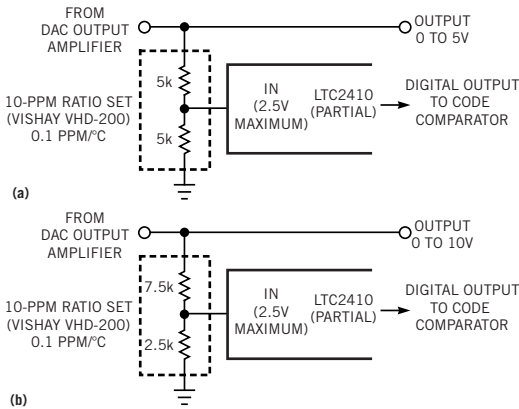 FROM
DAC OUTPUT
AMPLIFIER
OUTPUT
0 TO 5V
5k
10-PPM RATIO SET
(VISHAY VHD-200)
0.1 PPM/°C
5k
IN
(2.5V
MAXIMUM)
LTC2410
(PARTIAL)
DIGITAL OUTPUT
TO CODE
COMPARATOR
(a)
FROM
DAC OUTPUT
AMPLIFIER
OUTPUT
0 TO 10V
7.5k
10-PPM RATIO SET
(VISHAY VHD-200)
0.1 PPM/°C
2.5k
IN
(2.5V
MAXIMUM)
LTC2410
(PARTIAL)
DIGITAL OUTPUT
TO CODE
COMPARATOR
(b)